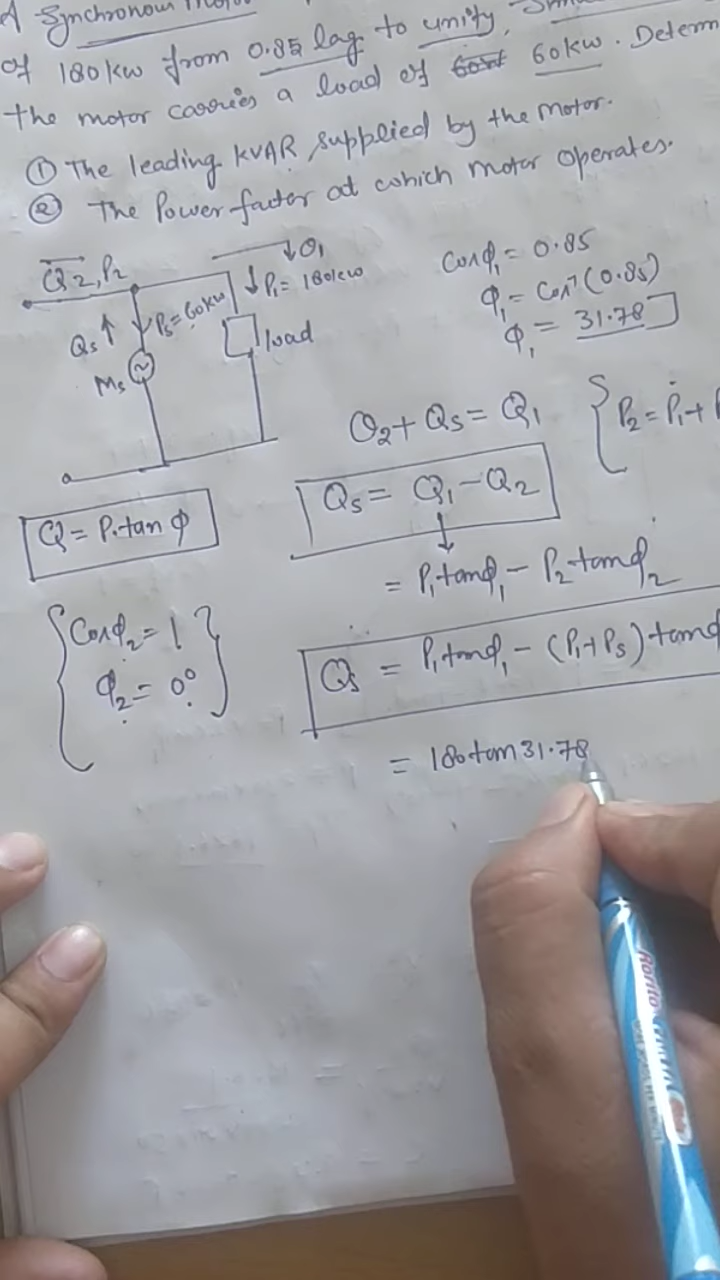 A Synchronous Motor
of 180kw from 0.85 lag to unity,
the motor carries a load of 60kw. Determ
① The leading KVAR supplied by the motor.
② The Power factor at which motor operates.
Q2, P2
Q1
P1 = 180kw
Qs
Ps = 60kw
Ms
load
Cosφ1 = 0.85
φ1 = Cos⁻¹(0.85)
φ1 = 31.78
Q2 + Qs = Q1
P2 = P1 +
Qs = Q1 - Q2
Q = P.tanφ
= P1 tanφ1 - P2 tanφ2
Cosφ2 = 1
φ2 = 0°
Qs = P1 tanφ1 - (P1 + Ps) tanφ
= 180 tan 31.78
Rorito